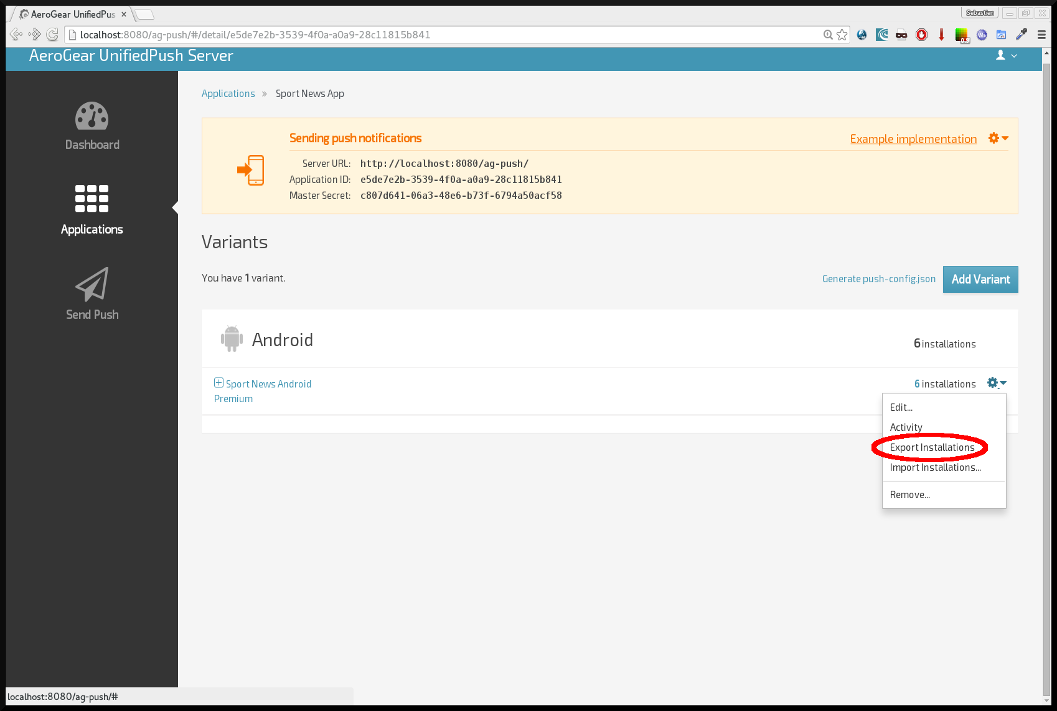 AeroGear UnifiedPus
Sebastien
localhost:8080/ag-push/#/detail/e5de7e2b-3539-4f0a-a0a9-28c11815b841
AeroGear UnifiedPush Server
Dashboard
Applications
Send Push
Applications » Sport News App
Sending push notifications
Example implementation
Server URL: http://localhost:8080/ag-push/
Application ID: e5de7e2b-3539-4f0a-a0a9-28c11815b841
Master Secret: c807d641-06a3-48e6-b73f-6794a50acf58
Variants
You have 1 variant.
Generate push-config.json
Add Variant
Android
6 installations
Sport News Android
Premium
6 installations
Edit...
Activity
Export Installations
Import Installations...
Remove...
localhost:8080/ag-push/#